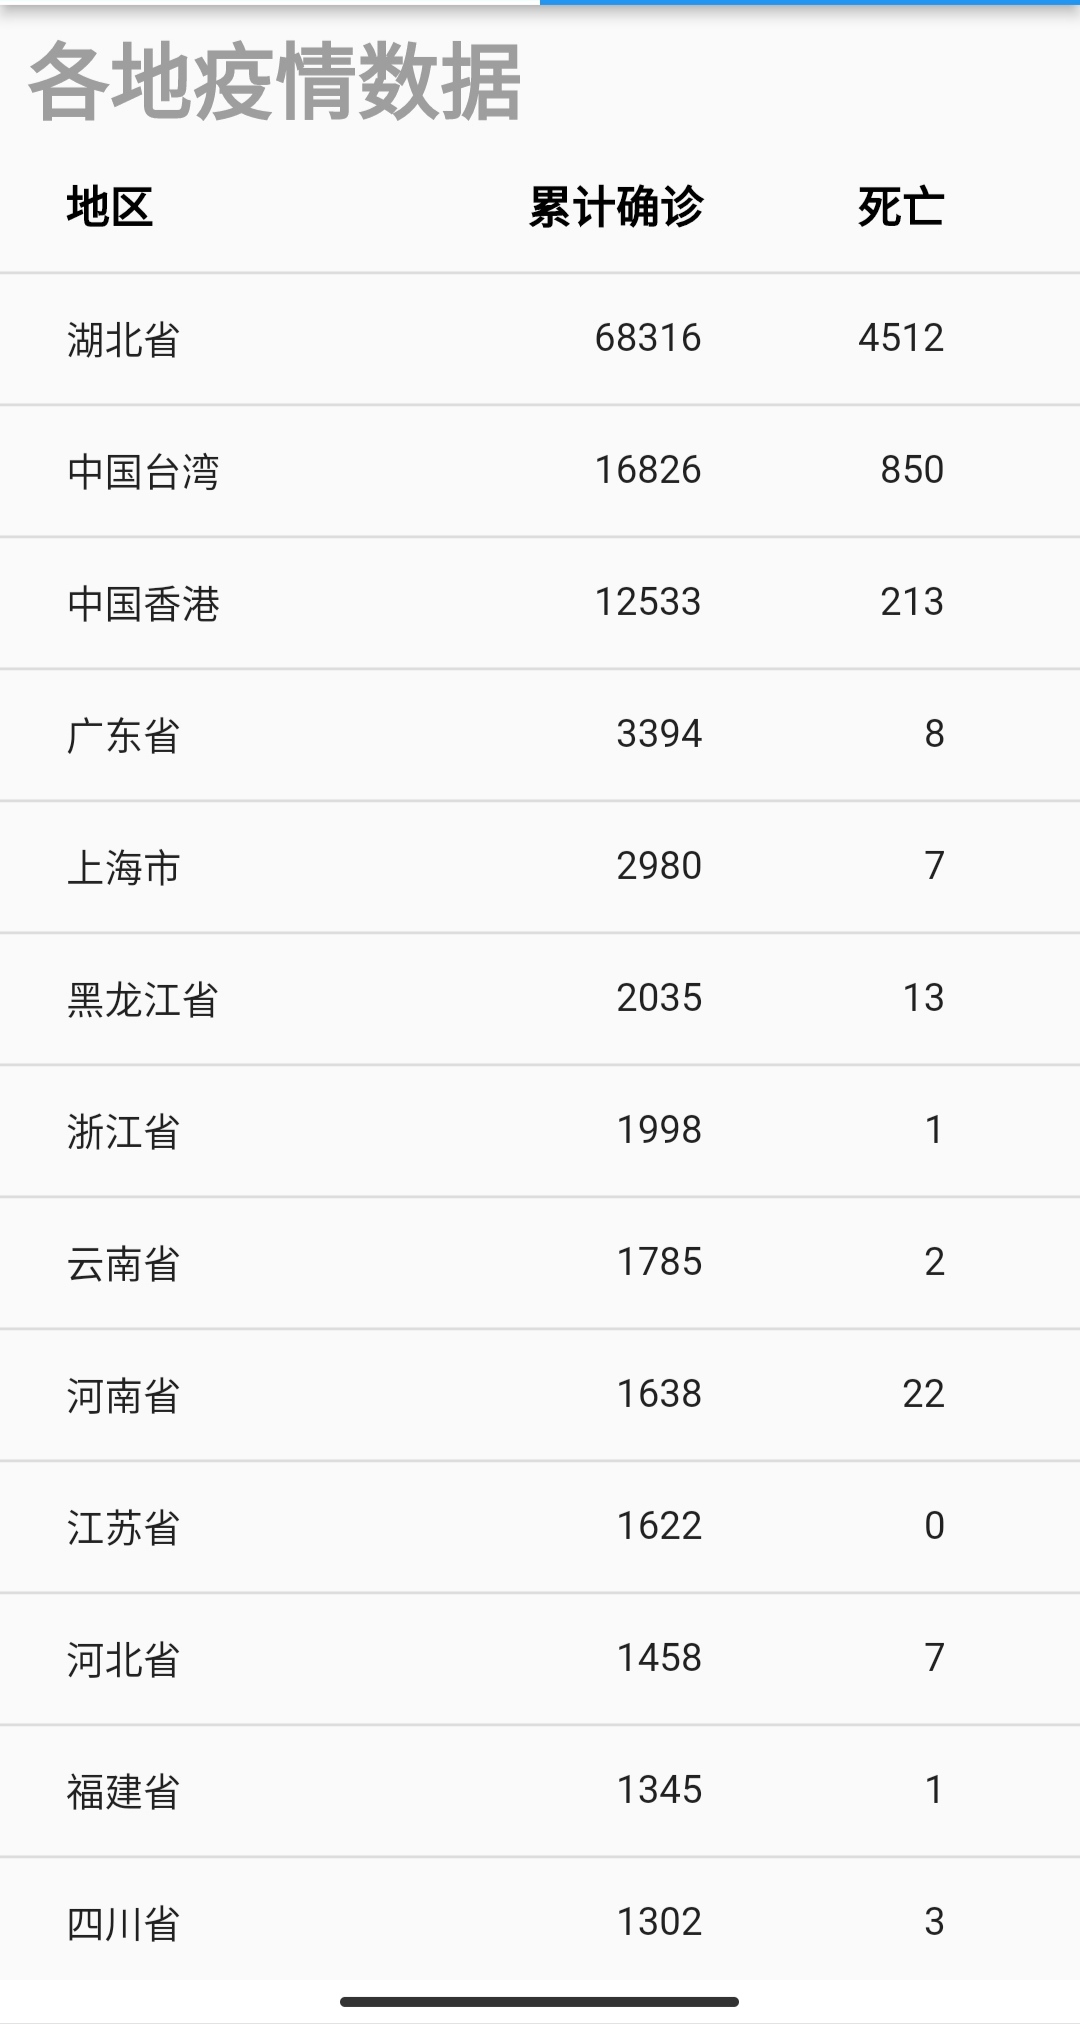 各地疫情数据
地区 累计确诊 死亡
湖北省 68316 4512
中国台湾 16826 850
中国香港 12533 213
广东省 3394 8
上海市 2980 7
黑龙江省 2035 13
浙江省 1998 1
云南省 1785 2
河南省 1638 22
江苏省 1622 0
河北省 1458 7
福建省 1345 1
四川省 1302 3